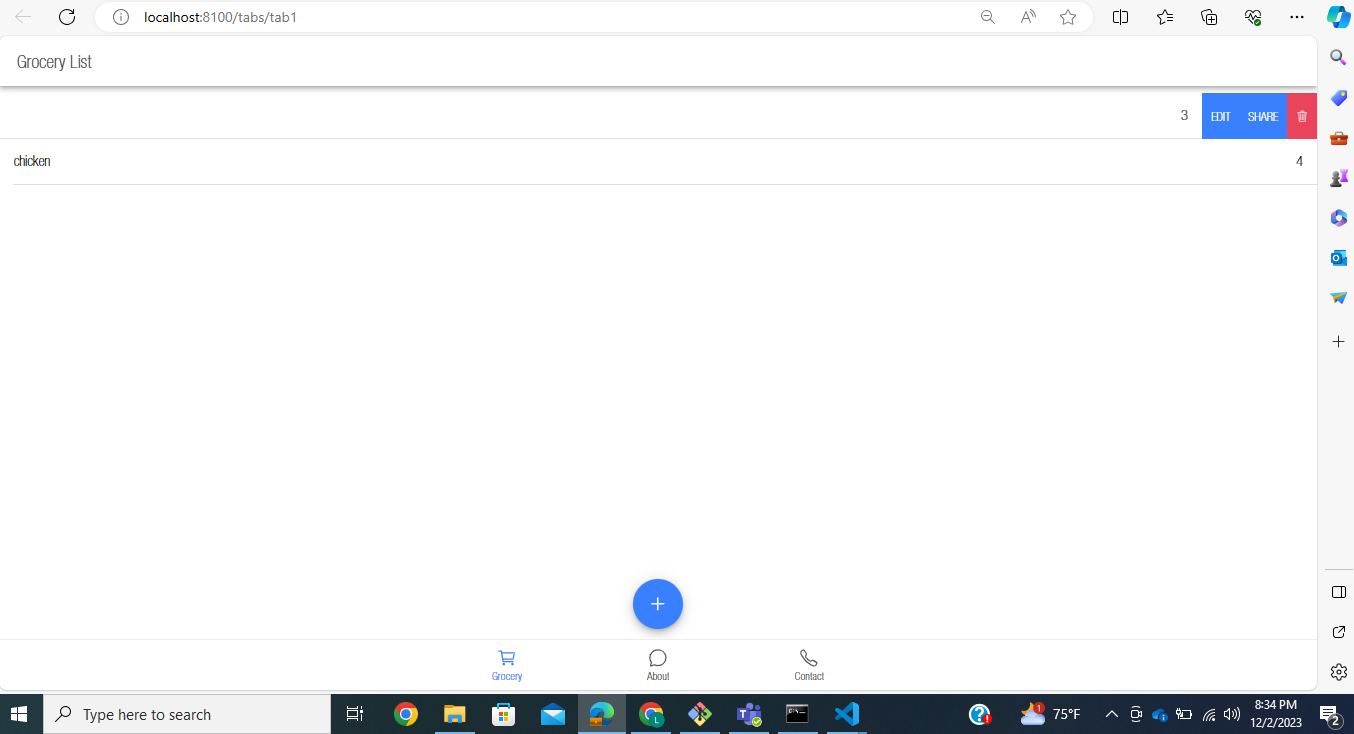 localhost:8100/tabs/tab1
Grocery List
3 EDIT SHARE
chicken 4
Grocery About Contact
Type here to search
1 75°F
8:34 PM
12/2/2023
2